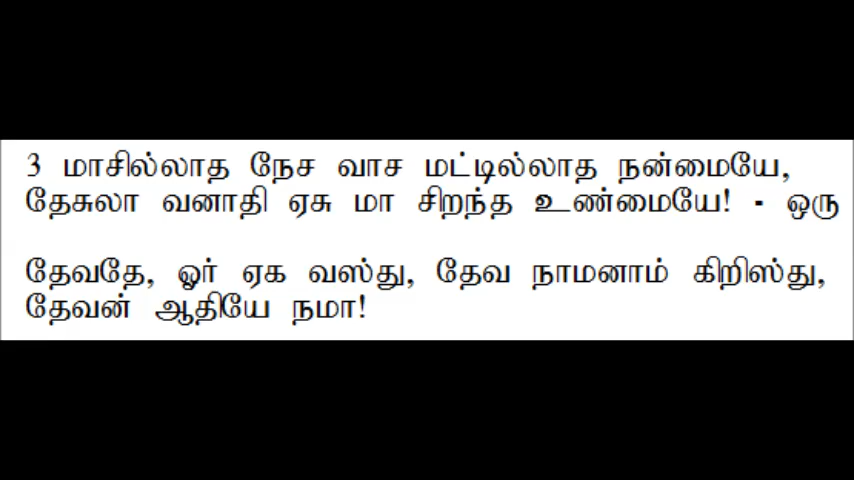 3 மாசில்லாத நேச வாச மட்டில்லாத நன்மையே,
தேசுலா வனாதி ஏசு மா சிறந்த உண்மையே! - ஒரு
தேவதே, ஓர் ஏக வஸ்து, தேவ நாமனாம் கிறிஸ்து,
தேவன் ஆதியே நமா!